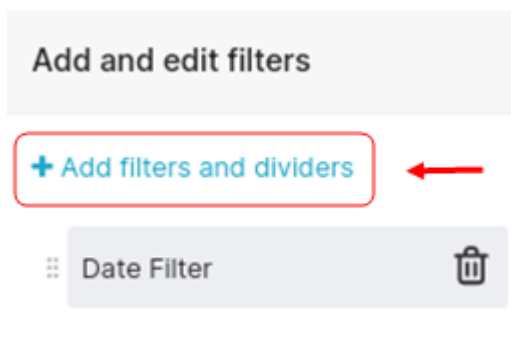 Add and edit filters
+ Add filters and dividers
Date Filter